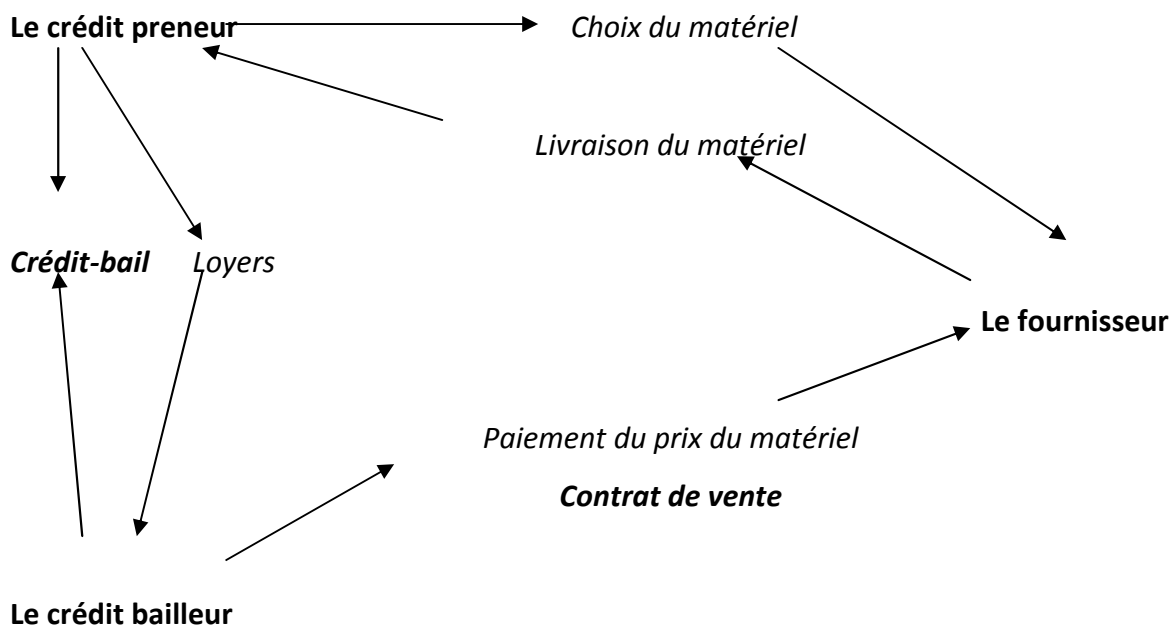 Le crédit preneur Choix du matériel
Livraison du matériel
Crédit-bail Loyers
Le fournisseur
Paiement du prix du matériel
Contrat de vente
Le crédit bailleur